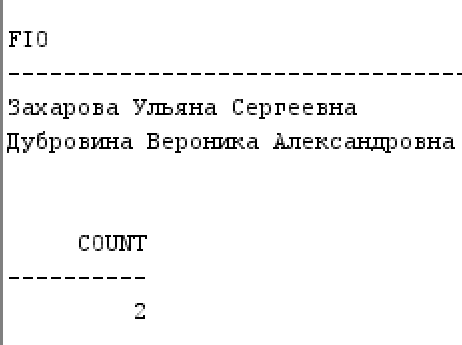 FIO
--------------------------------
Захарова Ульяна Сергеевна
Дубровина Вероника Александровна
COUNT
----------
2